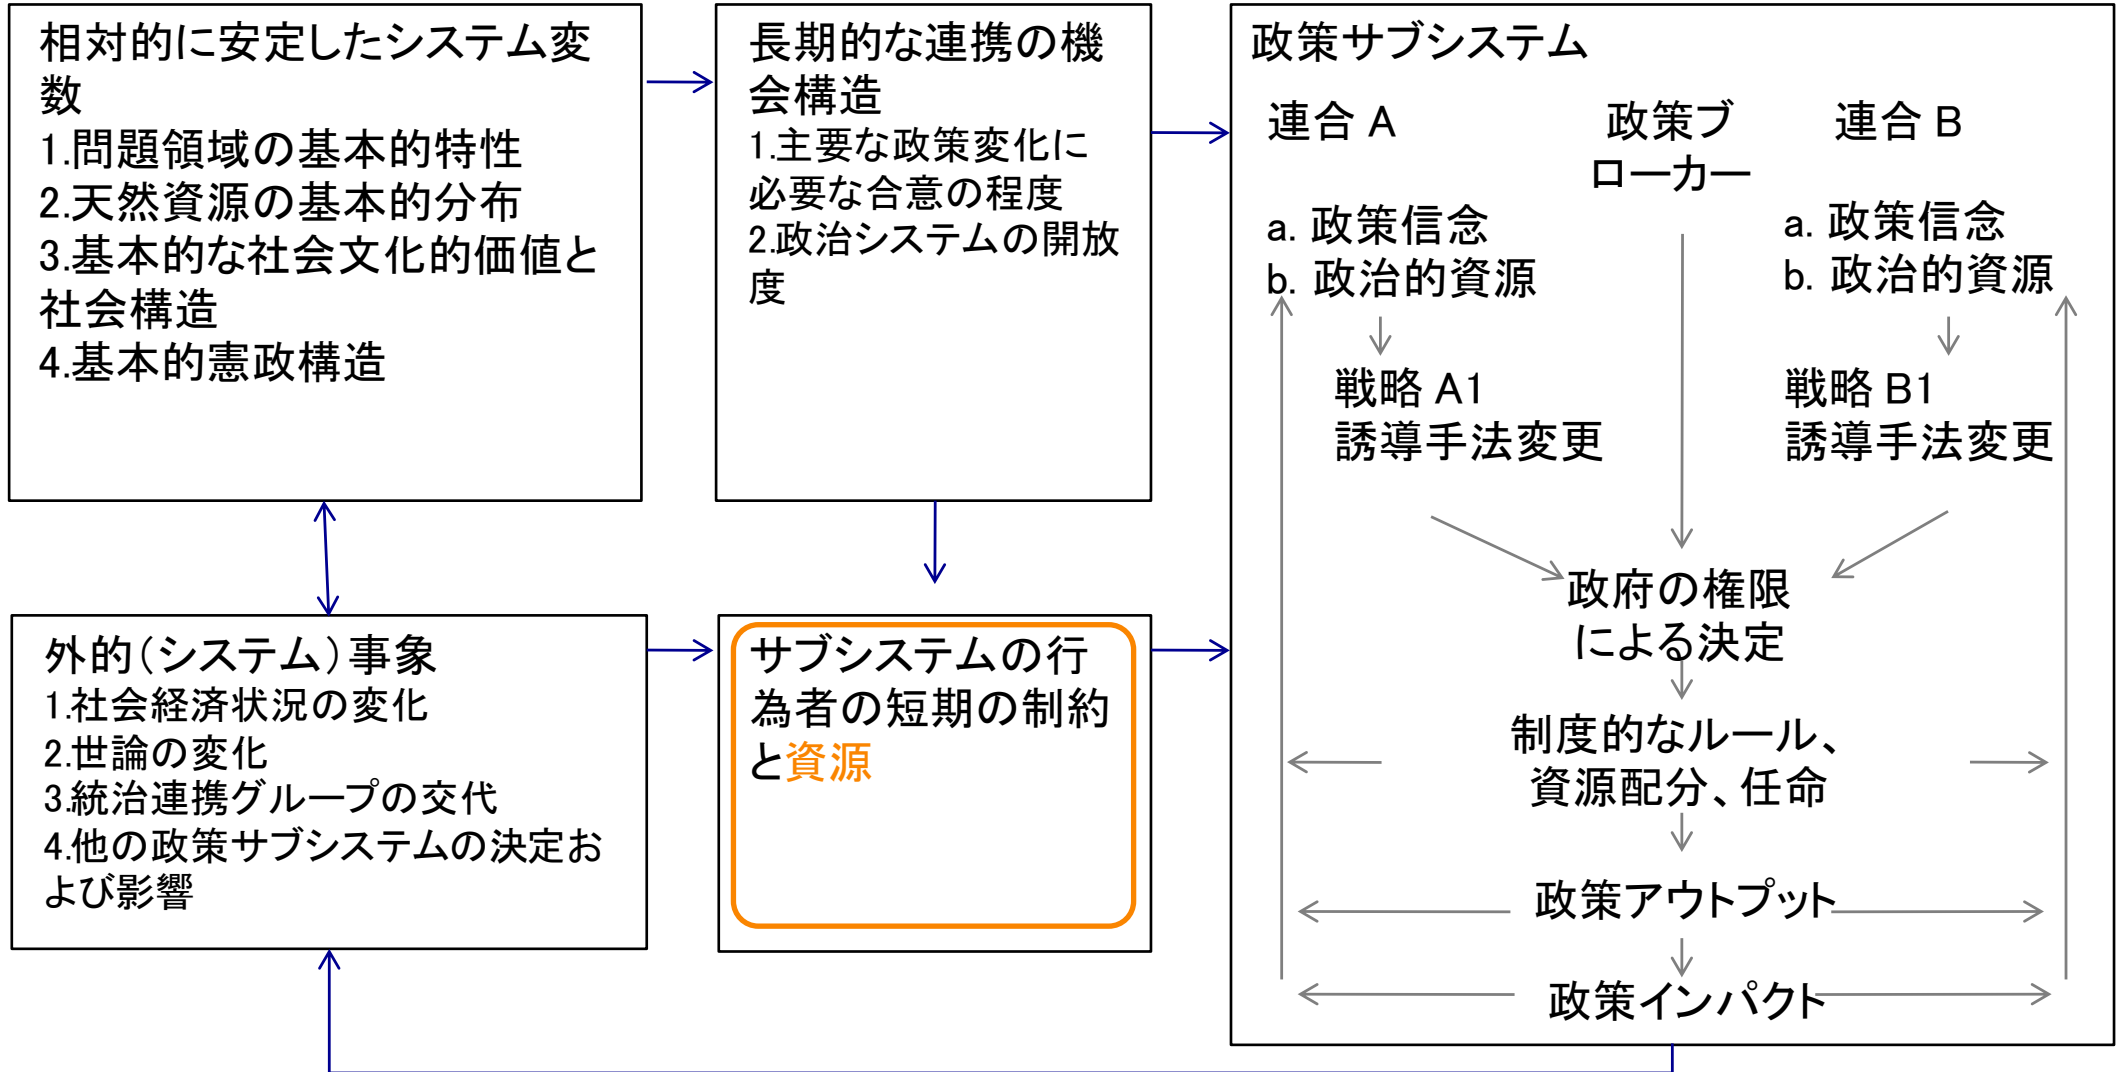 相対的に安定したシステム変
数
1.問題領域の基本的特性
2.天然資源の基本的分布
3.基本的な社会文化的価値と
社会構造
4.基本的憲政構造
長期的な連携の機
会構造
1.主要な政策変化に
必要な合意の程度
2.政治システムの開放
度
外的（システム）事象
1.社会経済状況の変化
2.世論の変化
3.統治連携グループの交代
4.他の政策サブシステムの決定お
よび影響
サブシステムの行
為者の短期の制約
と資源
政策サブシステム
連合 A
a. 政策信念
b. 政治的資源
戦略 A1
誘導手法変更
政策ブ
ローカー
連合 B
a. 政策信念
b. 政治的資源
戦略 B1
誘導手法変更
政府の権限
による決定
制度的なルール、
資源配分、任命
政策アウトプット
政策インパクト